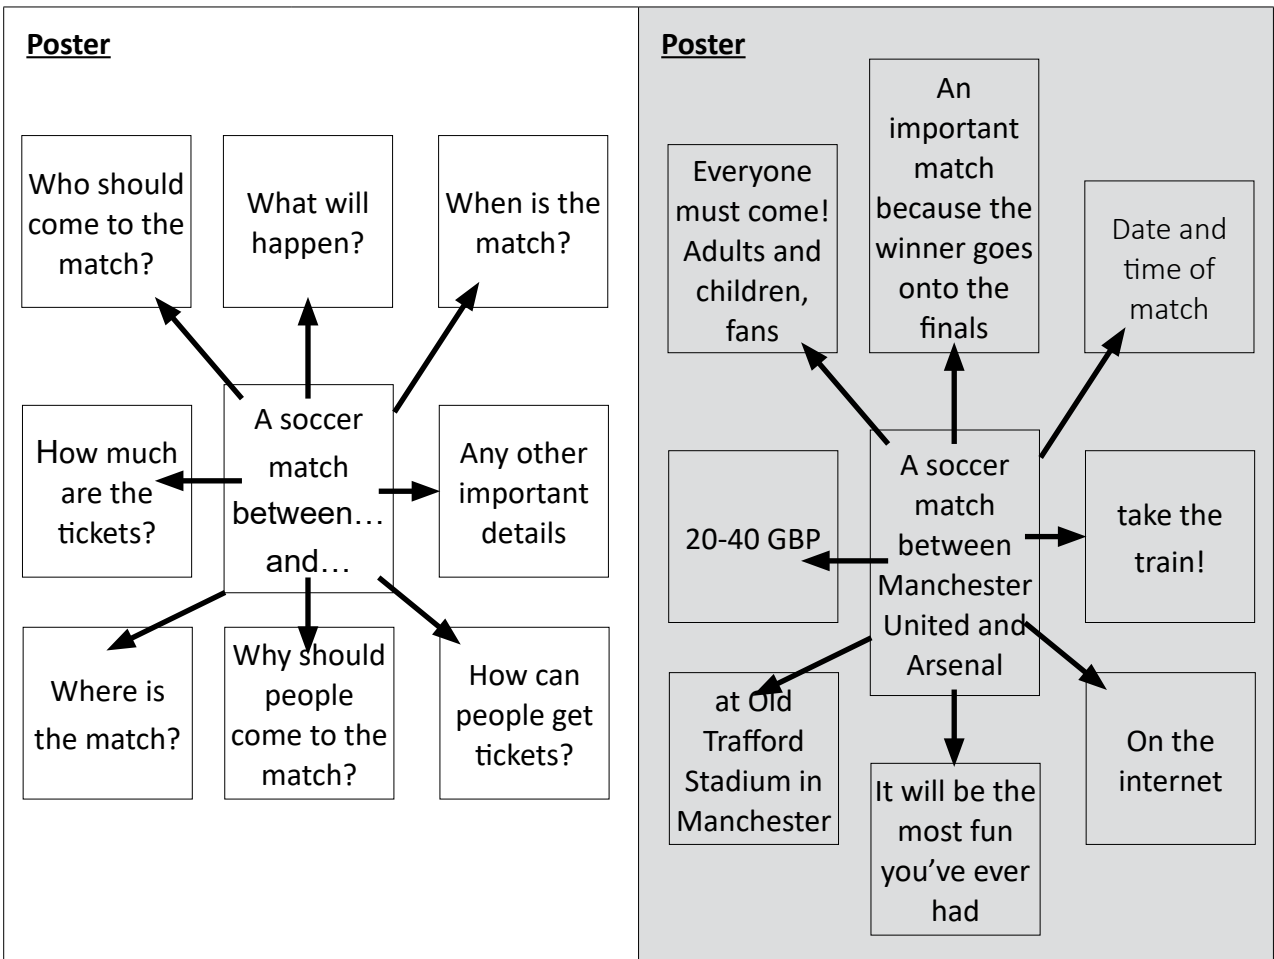 Poster
Who should
come to the
match?
What will
happen?
When is the
match?
How much
are the
tickets?
A soccer
match
between…
and…
Any other
important
details
Where is
the match?
Why should
people
come to the
match?
How can
people get
tickets?
Poster
Everyone
must come!
Adults and
children,
fans
An
important
match
because the
winner goes
onto the
finals
Date and
time of
match
20-40 GBP
A soccer
match
between
Manchester
United and
Arsenal
take the
train!
at Old
Trafford
Stadium in
Manchester
It will be the
most fun
you’ve ever
had
On the
internet